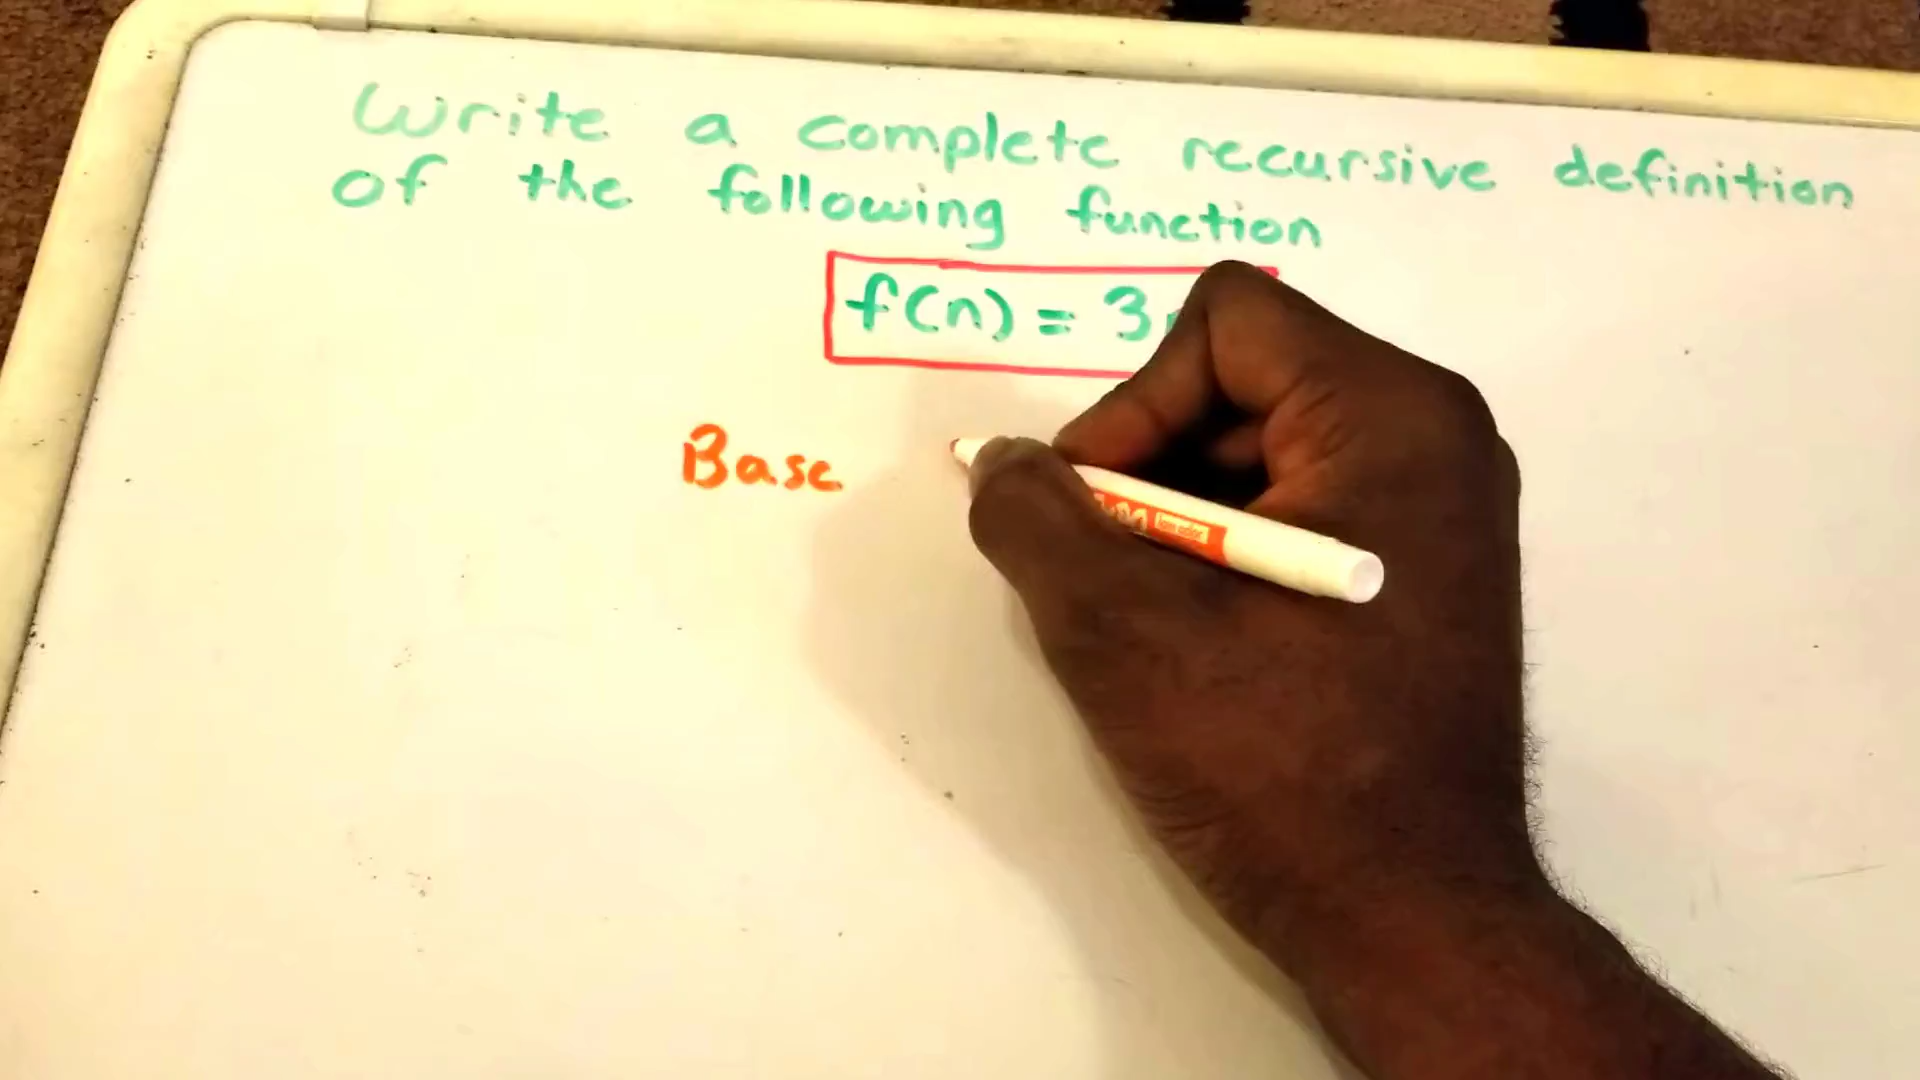 Write a complete recursive definition
of the following function
f(n) = 3
Base